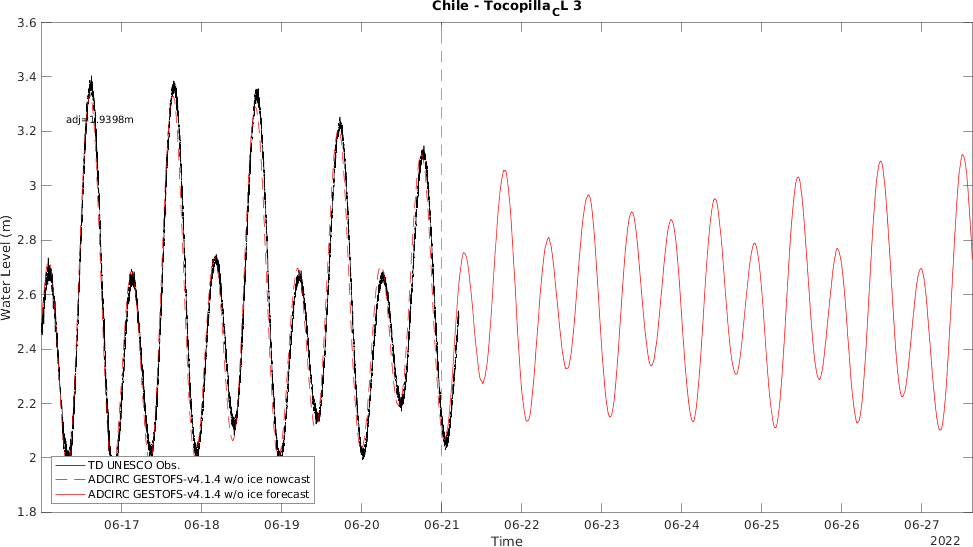 Chile - Tocopilla_CL 3
3.6
3.4
3.2
3
2.8
2.6
2.4
2.2
2
1.8
Water Level (m)
adj=1.9398m
TD UNESCO Obs.
ADCIRC GESTOFS-v4.1.4 w/o ice nowcast
ADCIRC GESTOFS-v4.1.4 w/o ice forecast
06-17 06-18 06-19 06-20 06-21 06-22 06-23 06-24 06-25 06-26 06-27
Time
2022